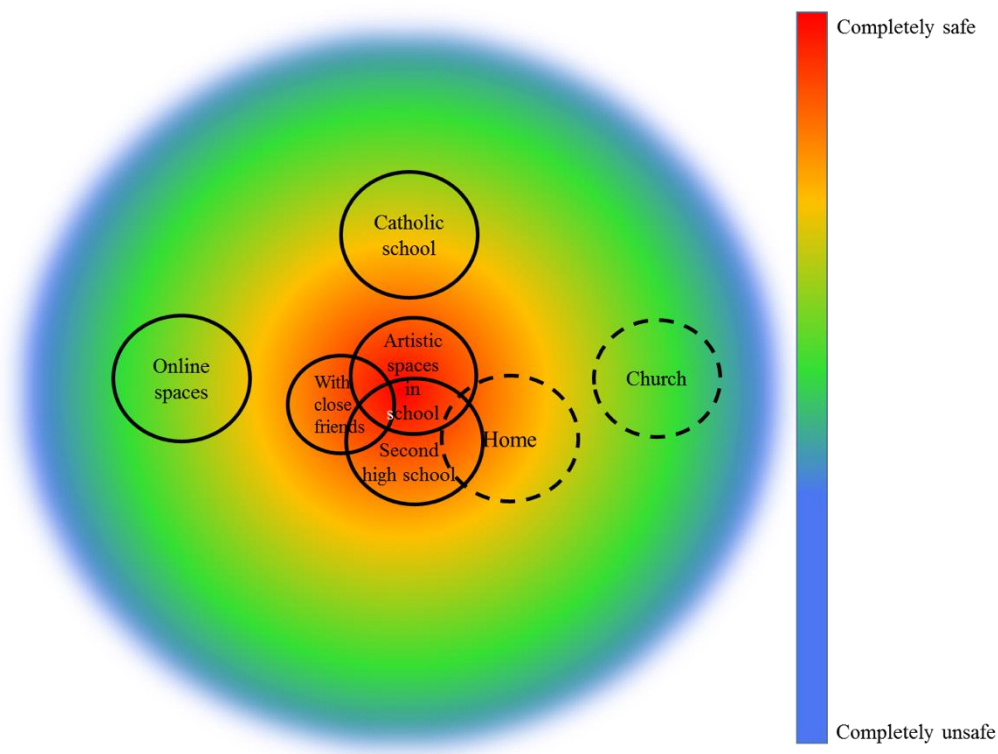 Completely safe
Catholic
school
Artistic
spaces
in
school
Online
spaces
With
close
friends
Church
Home
Second
high school
Completely unsafe